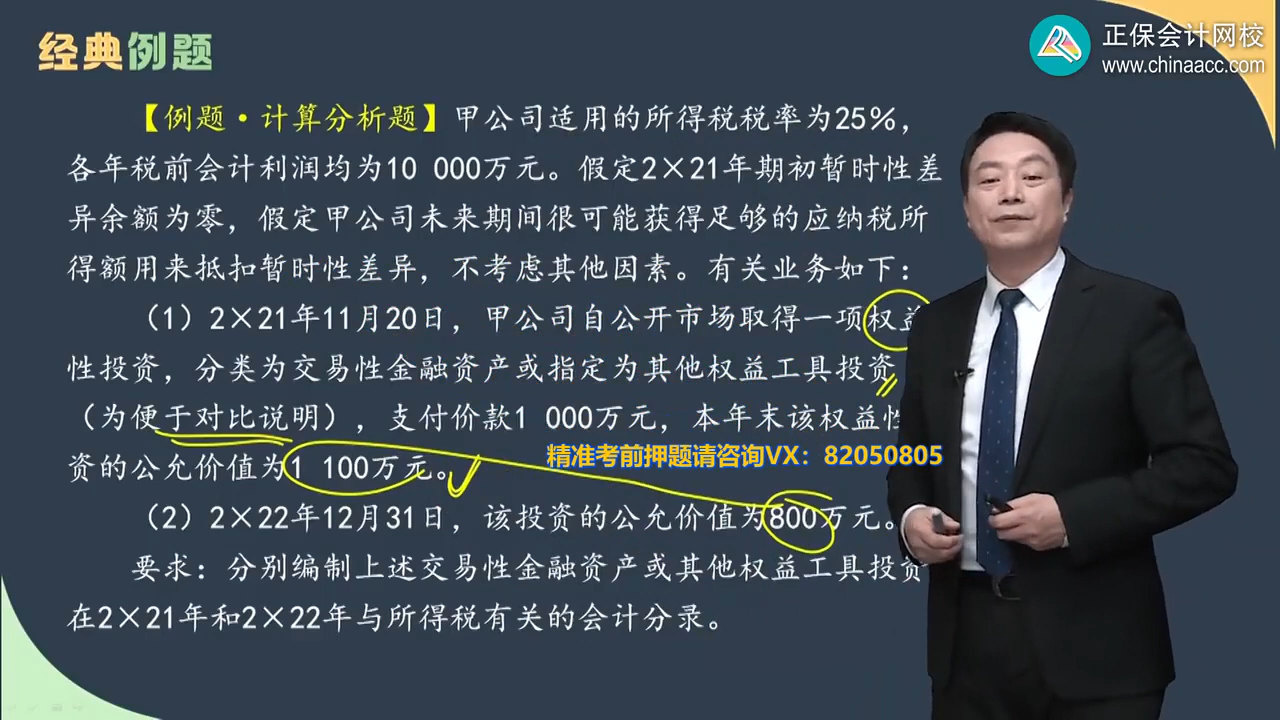 经典例题
正保会计网校
www.chinaacc.com
【例题·计算分析题】甲公司适用的所得税税率为25%，
各年税前会计利润均为10 000万元。假定2×21年期初暂时性差
异余额为零，假定甲公司未来期间很可能获得足够的应纳税所
得额用来抵扣暂时性差异，不考虑其他因素。有关业务如下：
（1）2×21年11月20日，甲公司自公开市场取得一项权益
性投资，分类为交易性金融资产或指定为其他权益工具投资
（为便于对比说明），支付价款1 000万元，本年末该权益性
资的公允价值为1 100万元。
精准考前押题请咨询VX：82050805
（2）2×22年12月31日，该投资的公允价值为800万元。
要求：分别编制上述交易性金融资产或其他权益工具投资
在2×21年和2×22年与所得税有关的会计分录。